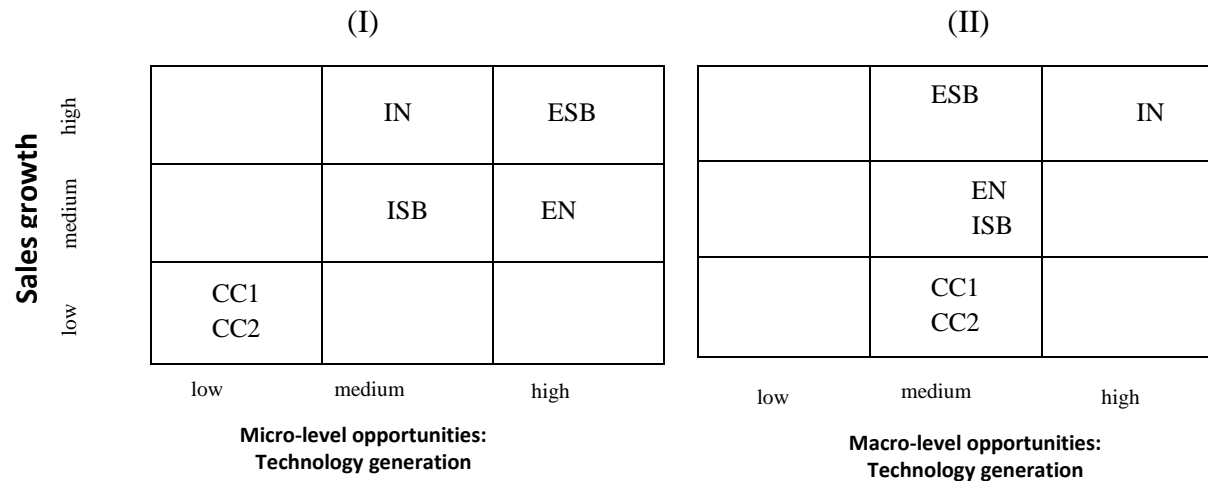 (I)
(II)
Sales growth
high
medium
low
IN
ESB
ISB
EN
CC1
CC2
low
medium
high
Micro-level opportunities:
Technology generation
ESB
IN
EN
ISB
CC1
CC2
low
medium
high
Macro-level opportunities:
Technology generation